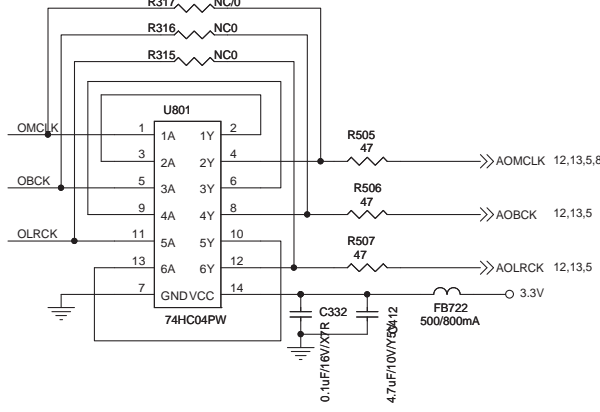 R317 NC/0
R316 NC0
R315 NC0
U801
OMCLK 1 1A 1Y 2
R505
47
3 2A 2Y 4 AOMCLK 12,13,5,8
OBCK 5 3A 3Y 6
R506
47
9 4A 4Y 8 AOBCK 12,13,5
OLRCK 11 5A 5Y 10
R507
47
13 6A 6Y 12 AOLRCK 12,13,5
7 GND VCC 14 3.3V
C332
FB722
74HC04PW 500/800mA
0.1uF/16V/X7R
4.7uF/10V/Y5V